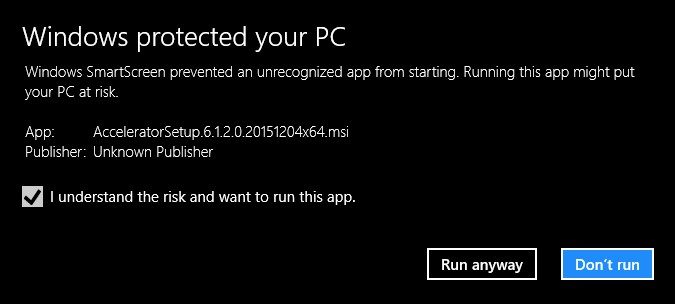 Windows protected your PC
Windows SmartScreen prevented an unrecognized app from starting. Running this app might put
your PC at risk.
App: AcceleratorSetup.6.1.2.0.20151204x64.msi
Publisher: Unknown Publisher
I understand the risk and want to run this app.
Run anyway Don't run